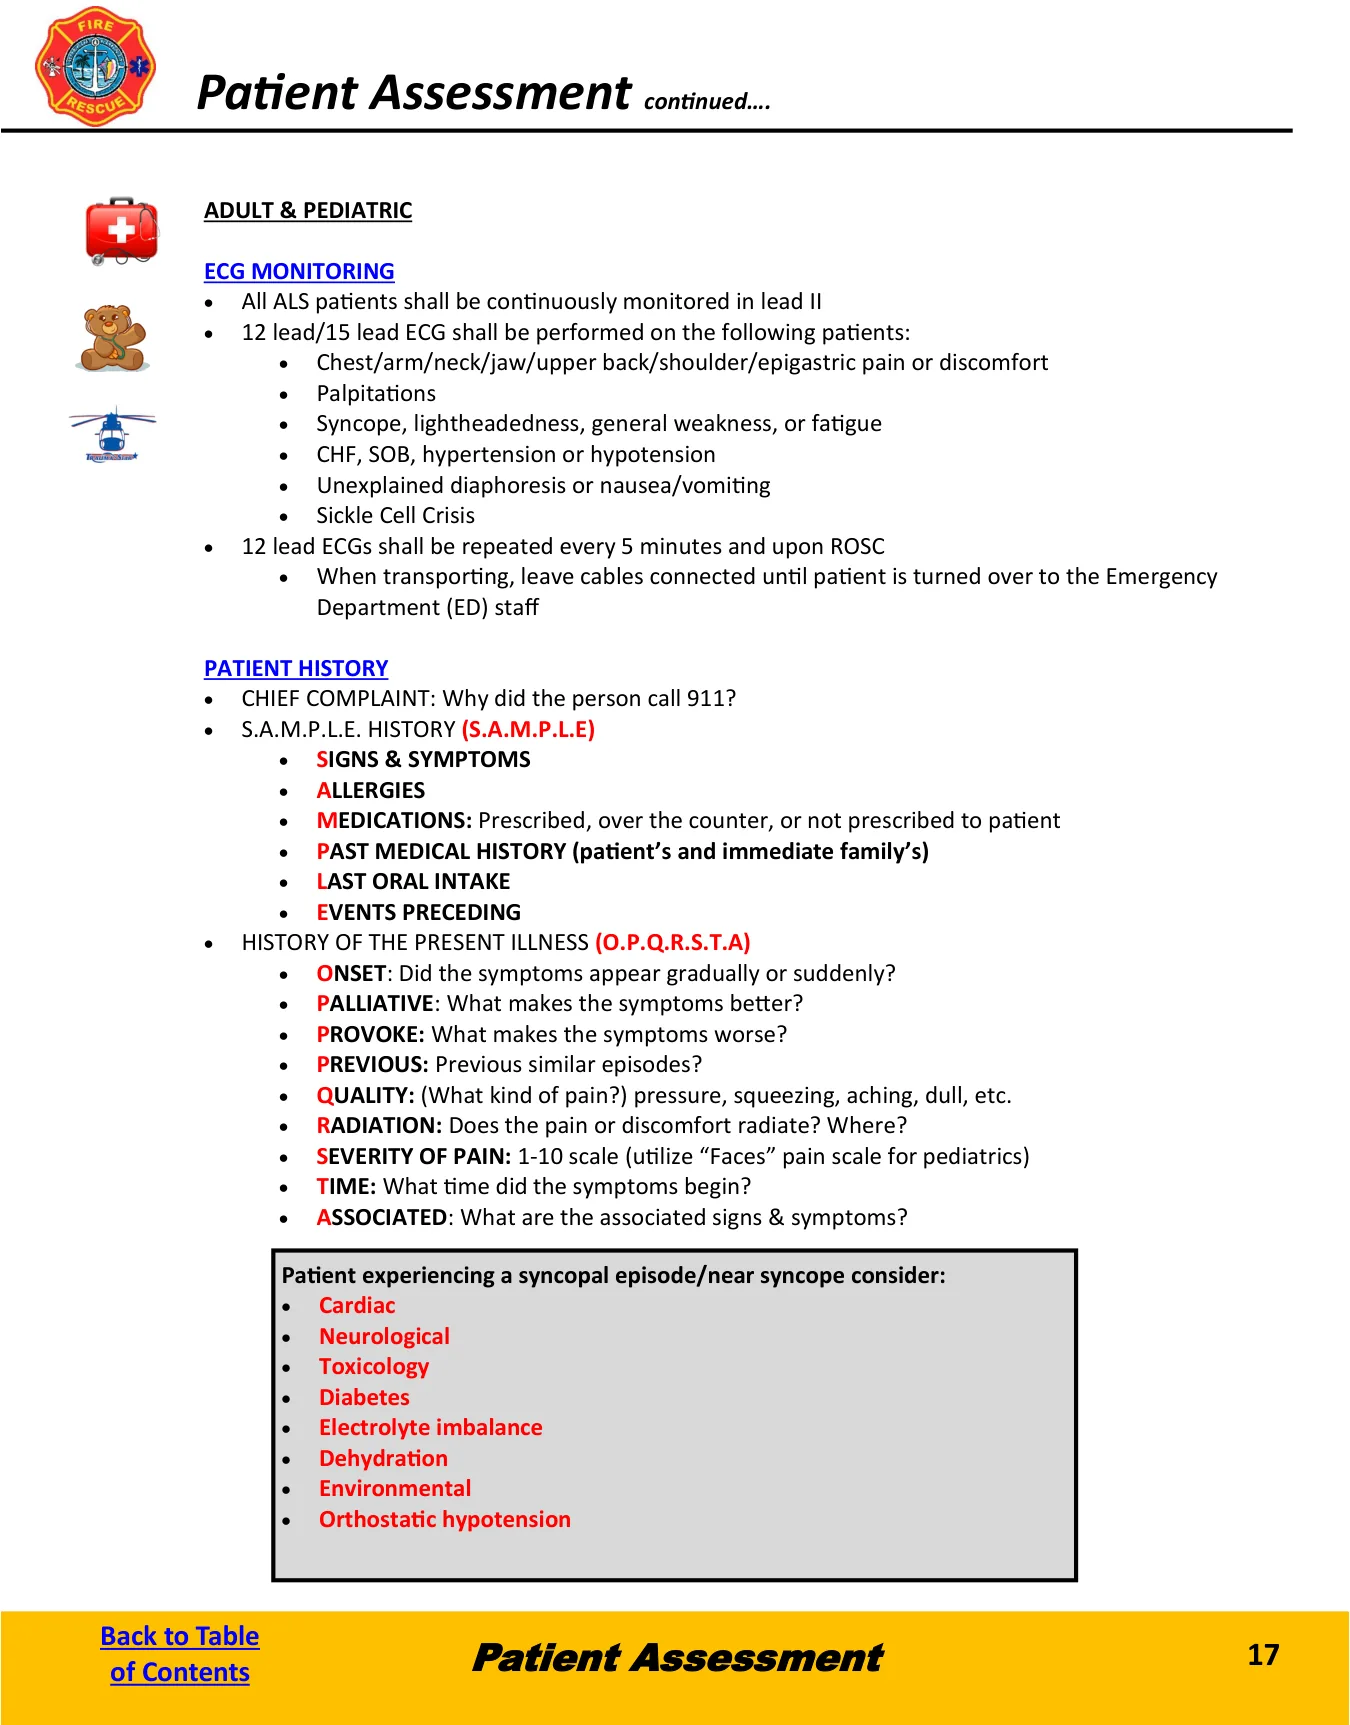 FIRE
RESCUE
Patient Assessment continued....
ADULT & PEDIATRIC
ECG MONITORING
• All ALS patients shall be continuously monitored in lead II
• 12 lead/15 lead ECG shall be performed on the following patients:
• Chest/arm/neck/jaw/upper back/shoulder/epigastric pain or discomfort
• Palpitations
• Syncope, lightheadedness, general weakness, or fatigue
• CHF, SOB, hypertension or hypotension
• Unexplained diaphoresis or nausea/vomiting
• Sickle Cell Crisis
• 12 lead ECGs shall be repeated every 5 minutes and upon ROSC
• When transporting, leave cables connected until patient is turned over to the Emergency
Department (ED) staff
PATIENT HISTORY
• CHIEF COMPLAINT: Why did the person call 911?
• S.A.M.P.L.E. HISTORY (S.A.M.P.L.E)
• SIGNS & SYMPTOMS
• ALLERGIES
• MEDICATIONS: Prescribed, over the counter, or not prescribed to patient
• PAST MEDICAL HISTORY (patient’s and immediate family’s)
• LAST ORAL INTAKE
• EVENTS PRECEDING
• HISTORY OF THE PRESENT ILLNESS (O.P.Q.R.S.T.A)
• ONSET: Did the symptoms appear gradually or suddenly?
• PALLIATIVE: What makes the symptoms better?
• PROVOKE: What makes the symptoms worse?
• PREVIOUS: Previous similar episodes?
• QUALITY: (What kind of pain?) pressure, squeezing, aching, dull, etc.
• RADIATION: Does the pain or discomfort radiate? Where?
• SEVERITY OF PAIN: 1-10 scale (utilize “Faces” pain scale for pediatrics)
• TIME: What time did the symptoms begin?
• ASSOCIATED: What are the associated signs & symptoms?
Patient experiencing a syncopal episode/near syncope consider:
• Cardiac
• Neurological
• Toxicology
• Diabetes
• Electrolyte imbalance
• Dehydration
• Environmental
• Orthostatic hypotension
Back to Table
of Contents
Patient Assessment
17